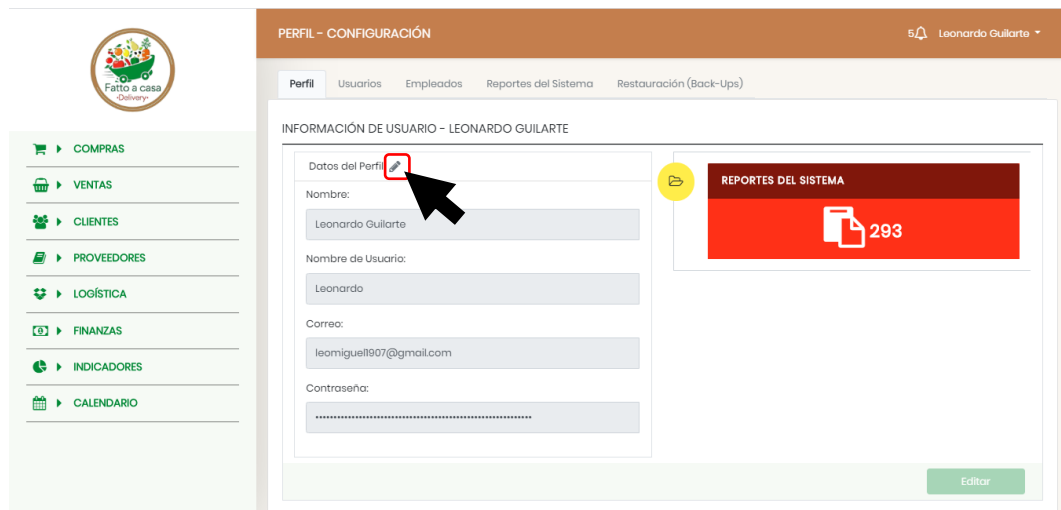 Fatto a casa
-Delivery-
COMPRAS
VENTAS
CLIENTES
PROVEEDORES
LOGÍSTICA
FINANZAS
INDICADORES
CALENDARIO
PERFIL - CONFIGURACIÓN
5 Leonardo Guilarte
Perfil Usuarios Empleados Reportes del Sistema Restauración (Back-Ups)
INFORMACIÓN DE USUARIO - LEONARDO GUILARTE
Datos del Perfil
Nombre:
Leonardo Guilarte
Nombre de Usuario:
Leonardo
Correo:
leomiguel1907@gmail.com
Contraseña:
REPORTES DEL SISTEMA
293
Editar